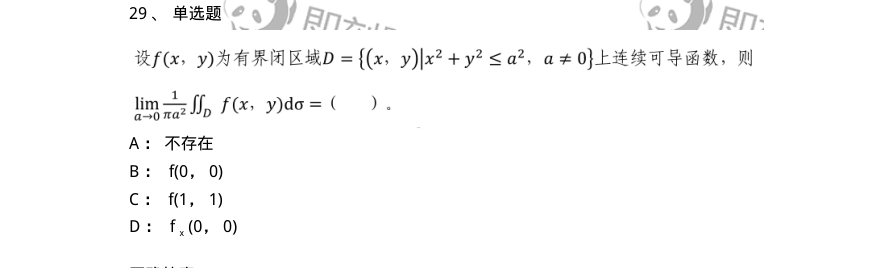 29、 单选题
设f(x，y)为有界闭区域D = {(x，y)|x² + y² ≤ a²，a ≠ 0}上连续可导函数，则
lim a→0 1/πa² ∬_D f(x，y)dσ = (　　)。
A： 不存在
B： f(0，0)
C： f(1，1)
D： f x (0，0)